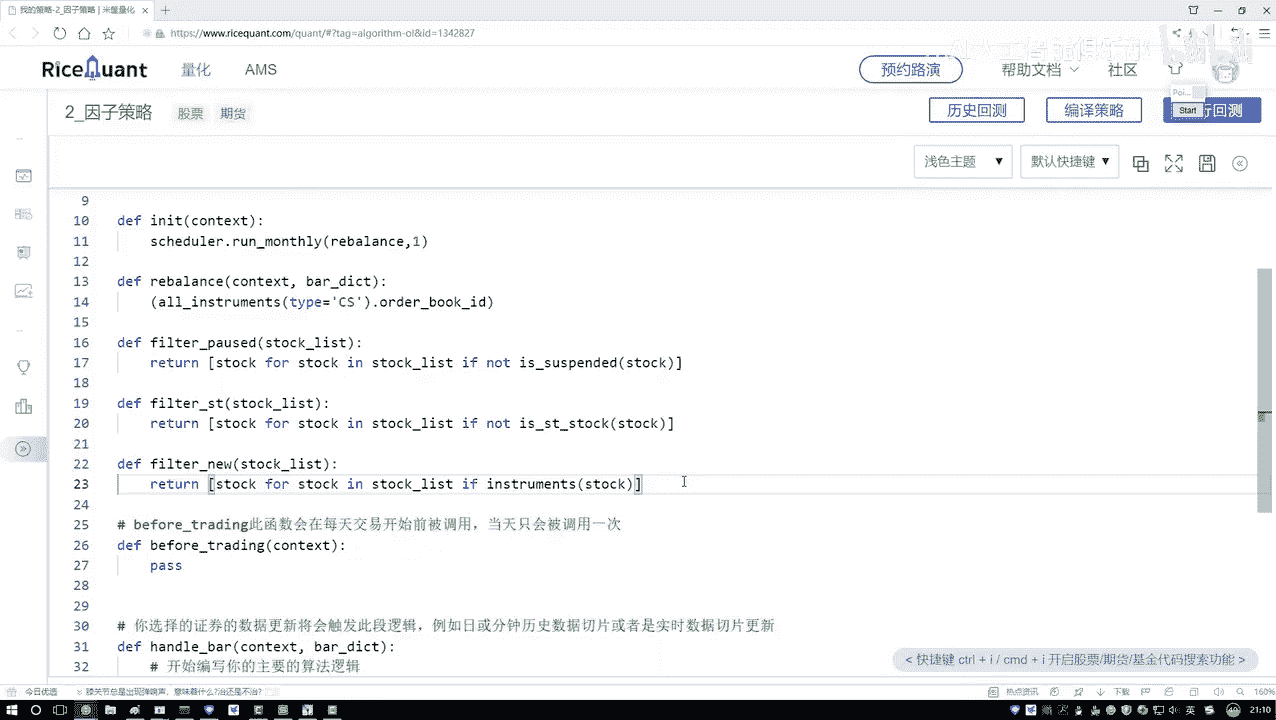 我的策略-2_因子策略 | 米筐量化
https://www.ricequant.com/quant/#?tag=algorithm-ol&id=1342827
RiceQuant 量化 AMS 预约路演 帮助文档 社区
2_因子策略 股票 期货 历史回测 编译策略 行回测
Poi...
Start
浅色主题 默认快捷键
9
10 def init(context):
11 scheduler.run_monthly(rebalance,1)
12
13 def rebalance(context, bar_dict):
14 (all_instruments(type='CS').order_book_id)
15
16 def filter_paused(stock_list):
17 return [stock for stock in stock_list if not is_suspended(stock)]
18
19 def filter_st(stock_list):
20 return [stock for stock in stock_list if not is_st_stock(stock)]
21
22 def filter_new(stock_list):
23 return [stock for stock in stock_list if instruments(stock)]
24
25 # before_trading此函数会在每天交易开始前被调用，当天只会被调用一次
26 def before_trading(context):
27 pass
28
29
30 # 你选择的证券的数据更新将会触发此段逻辑，例如日或分钟历史数据切片或者是实时数据切片更新
31 def handle_bar(context, bar_dict):
32 # 开始编写你的主要的算法逻辑
< 快捷键 ctrl + i / cmd + i 开启股票/期货/基金代码搜索功能 >
今日优选 膝关节总是出现弹响声，意味着什么?治还是不治? 热点资讯 下载 160%
英 21:10